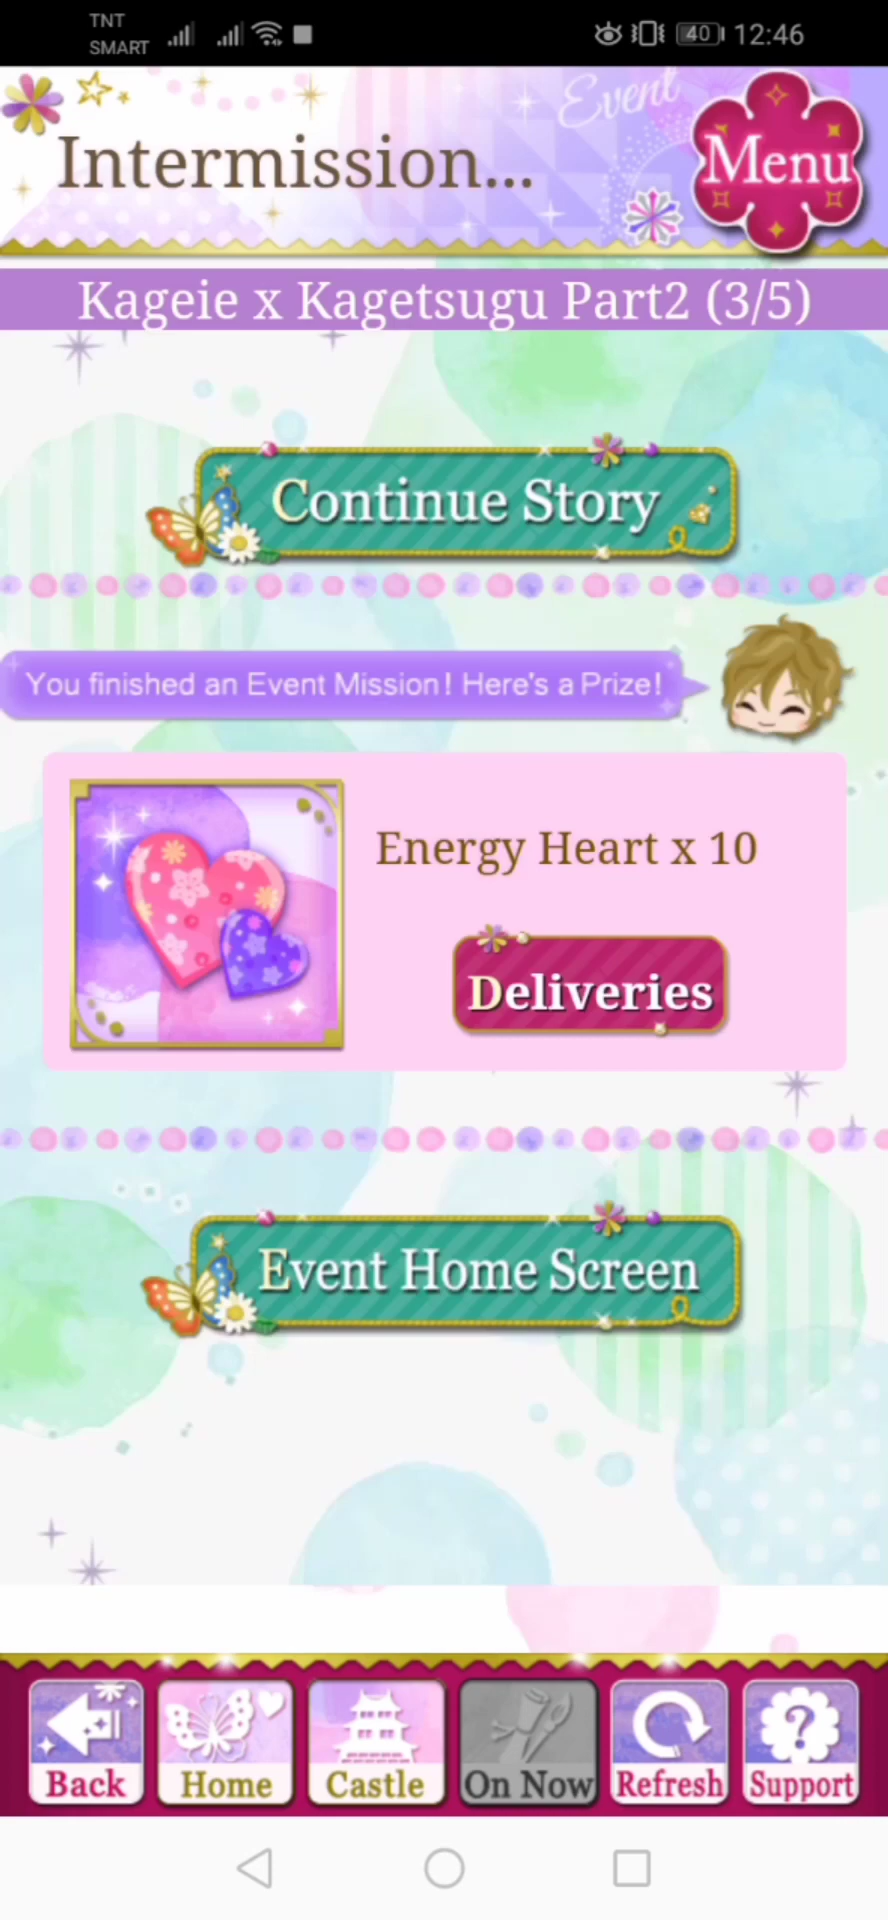 TNT
SMART
40
12:46
Event
Intermission...
Menu
Kageie x Kagetsugu Part2 (3/5)
Continue Story
You finished an Event Mission! Here's a Prize!
Energy Heart x 10
Deliveries
Event Home Screen
Back Home Castle On Now Refresh Support